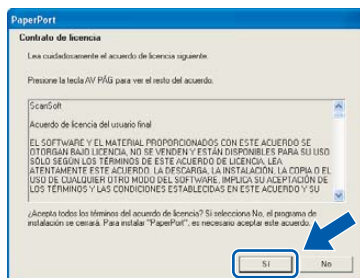 PaperPort
Contrato de licencia
Lea cuidadosamente el acuerdo de licencia siguiente.
Presione la tecla AV PÁG para ver el resto del acuerdo.
ScanSoft
Acuerdo de licencia del usuario final
EL SOFTWARE Y EL MATERIAL PROPORCIONADOS CON ESTE ACUERDO SE
OTORGAN BAJO LICENCIA, NO SE VENDEN Y ESTÁN DISPONIBLES PARA SU USO
SÓLO SEGÚN LOS TÉRMINOS DE ESTE ACUERDO DE LICENCIA. LEA
ATENTAMENTE ESTE ACUERDO. LA DESCARGA, LA INSTALACIÓN, LA COPIA O EL
USO DE CUALQUIER OTRO MODO DEL SOFTWARE, IMPLICA SU ACEPTACIÓN DE
LOS TÉRMINOS Y LAS CONDICIONES ESTABLECIDAS EN ESTE ACUERDO Y SU
¿Acepta todos los términos del acuerdo de licencia? Si selecciona No, el programa de
instalación se cerrará. Para instalar "PaperPort", es necesario aceptar este acuerdo.
Sí
No